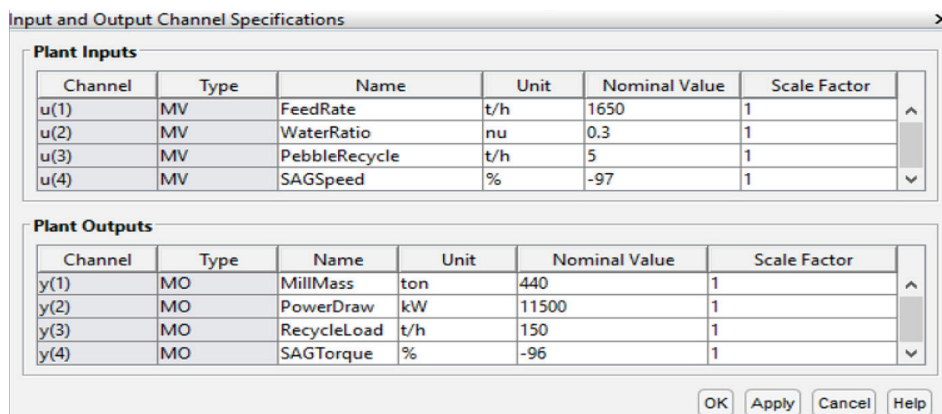 Input and Output Channel Specifications
Plant Inputs
Channel Type Name Unit Nominal Value Scale Factor
u(1) MV FeedRate t/h 1650 1
u(2) MV WaterRatio nu 0.3 1
u(3) MV PebbleRecycle t/h 5 1
u(4) MV SAGSpeed % -97 1
Plant Outputs
Channel Type Name Unit Nominal Value Scale Factor
y(1) MO MillMass ton 440 1
y(2) MO PowerDraw kW 11500 1
y(3) MO RecycleLoad t/h 150 1
y(4) MO SAGTorque % -96 1
OK Apply Cancel Help